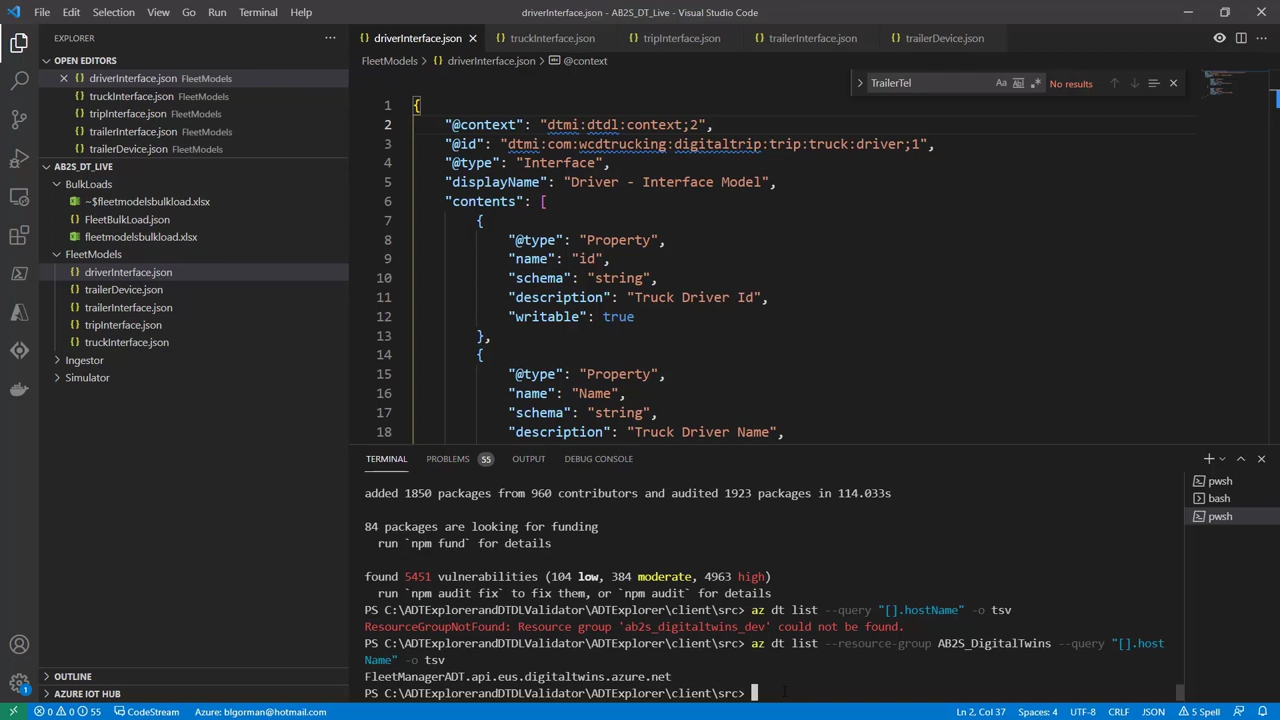 File Edit Selection View Go Run Terminal Help
driverInterface.json - AB2S_DT_Live - Visual Studio Code
EXPLORER
OPEN EDITORS
driverInterface.json FleetModels
truckInterface.json FleetModels
tripInterface.json FleetModels
trailerInterface.json FleetModels
trailerDevice.json FleetModels
AB2S_DT_LIVE
BulkLoads
~$fleetmodelsbulkload.xlsx
FleetBulkLoad.json
fleetmodelsbulkload.xlsx
FleetModels
driverInterface.json
trailerDevice.json
trailerInterface.json
tripInterface.json
truckInterface.json
Ingestor
Simulator
OUTLINE
AZURE IOT HUB
driverInterface.json truckInterface.json tripInterface.json trailerInterface.json trailerDevice.json
FleetModels > driverInterface.json > @context
TrailerTel Aa ab No results
1 {
2 "@context": "dtmi:dtdl:context;2",
3 "@id": "dtmi:com:wcdtrucking:digitaltrip:trip:truck:driver;1",
4 "@type": "Interface",
5 "displayName": "Driver - Interface Model",
6 "contents": [
7 {
8 "@type": "Property",
9 "name": "id",
10 "schema": "string",
11 "description": "Truck Driver Id",
12 "writable": true
13 },
14 {
15 "@type": "Property",
16 "name": "Name",
17 "schema": "string",
18 "description": "Truck Driver Name",
TERMINAL PROBLEMS 55 OUTPUT DEBUG CONSOLE
added 1850 packages from 960 contributors and audited 1923 packages in 114.033s
84 packages are looking for funding
run `npm fund` for details
found 5451 vulnerabilities (104 low, 384 moderate, 4963 high)
run `npm audit fix` to fix them, or `npm audit` for details
PS C:\ADTExplorerandDTDLValidator\ADTExplorer\client\src> az dt list --query "[].hostName" -o tsv
ResourceGroupNotFound: Resource group 'ab2s_digitaltwins_dev' could not be found.
PS C:\ADTExplorerandDTDLValidator\ADTExplorer\client\src> az dt list --resource-group AB2S_DigitalTwins --query "[].host
Name" -o tsv
FleetManagerADT.api.eus.digitaltwins.azure.net
PS C:\ADTExplorerandDTDLValidator\ADTExplorer\client\src>
pwsh
bash
pwsh
1
0 0 55 CodeStream Azure: blgorman@hotmail.com Ln 2, Col 37 Spaces: 4 UTF-8 CRLF JSON 5 Spell